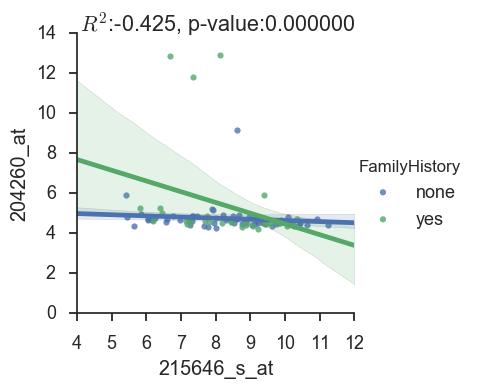 R²:-0.425, p-value:0.000000
14
12
10
8
6
4
2
0
204260_at
4 5 6 7 8 9 10 11 12
215646_s_at
FamilyHistory
none
yes